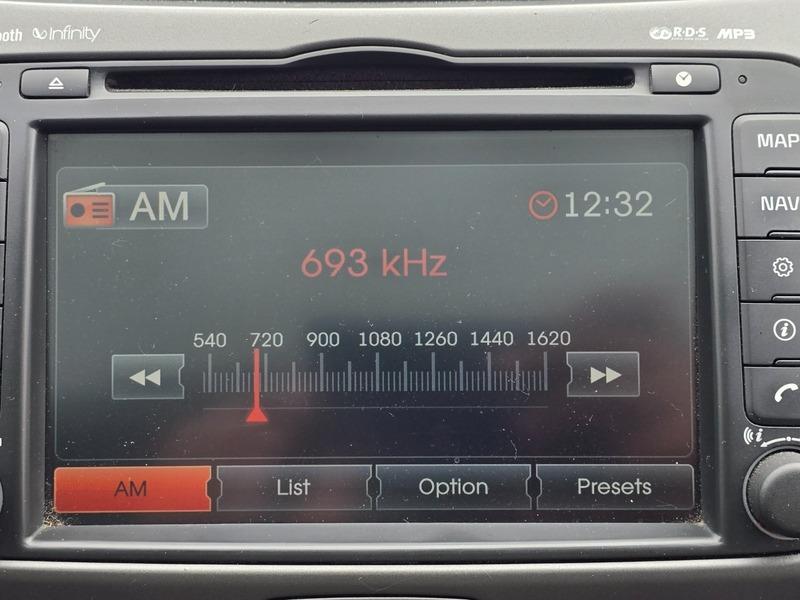 ooth Infinity R·D·S MP3
MAP
NAV
AM 12:32
693 kHz
540 720 900 1080 1260 1440 1620
AM List Option Presets